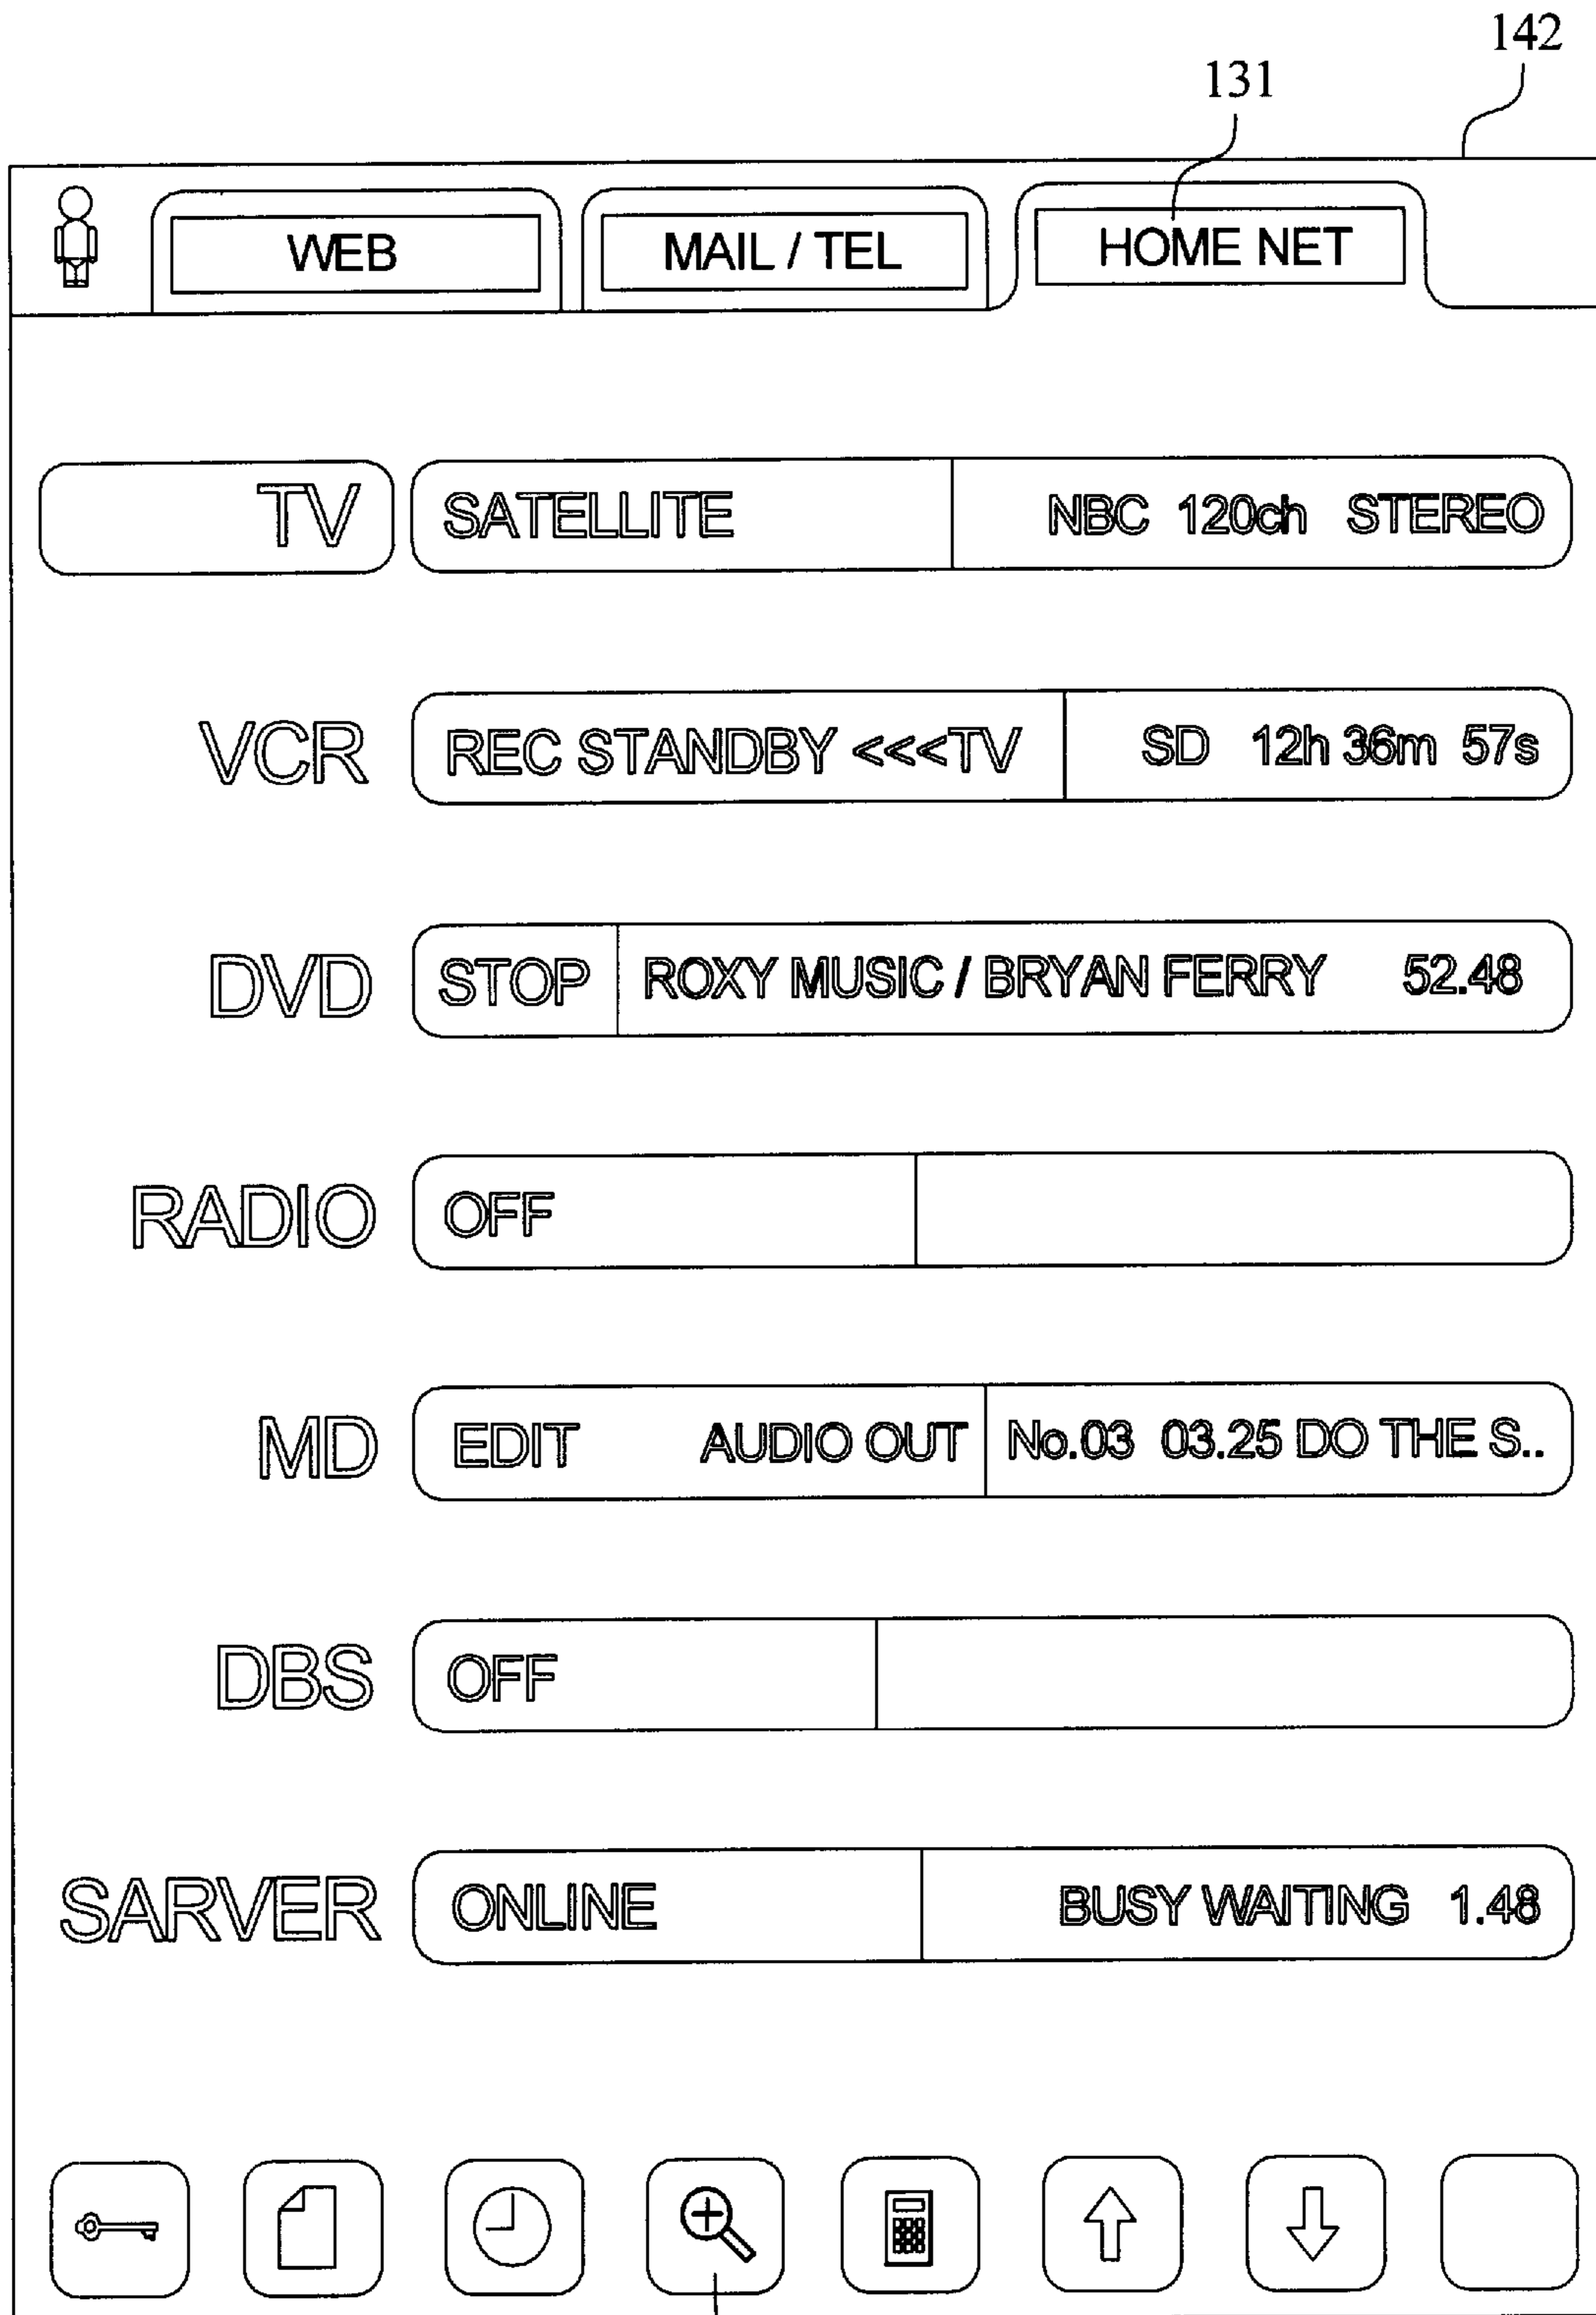 142
131
WEB MAIL / TEL HOME NET
TV SATELLITE NBC 120ch STEREO
VCR REC STANDBY <<<TV SD 12h 36m 57s
DVD STOP ROXY MUSIC / BRYAN FERRY 52.48
RADIO OFF
MD EDIT AUDIO OUT No.03 03.25 DO THE S..
DBS OFF
SARVER ONLINE BUSY WAITING 1.48